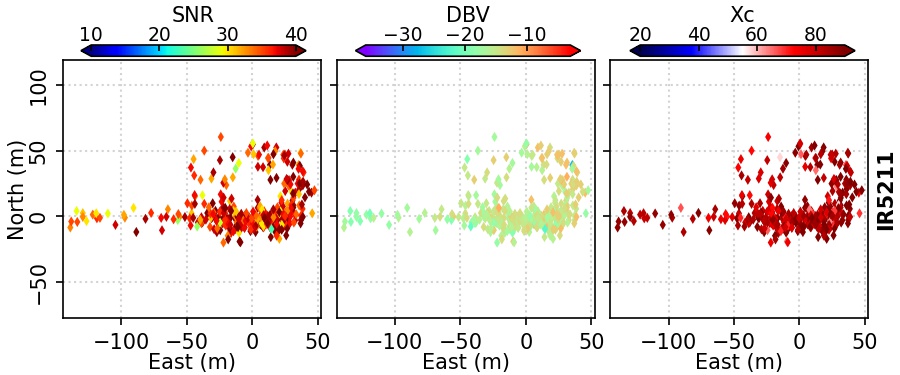 SNR DBV Xc
10 20 30 40 −30 −20 −10 20 40 60 80
100
50
0
−50
North (m)
−100 −50 0 50 −100 −50 0 50 −100 −50 0 50
East (m) East (m) East (m)
IR5211